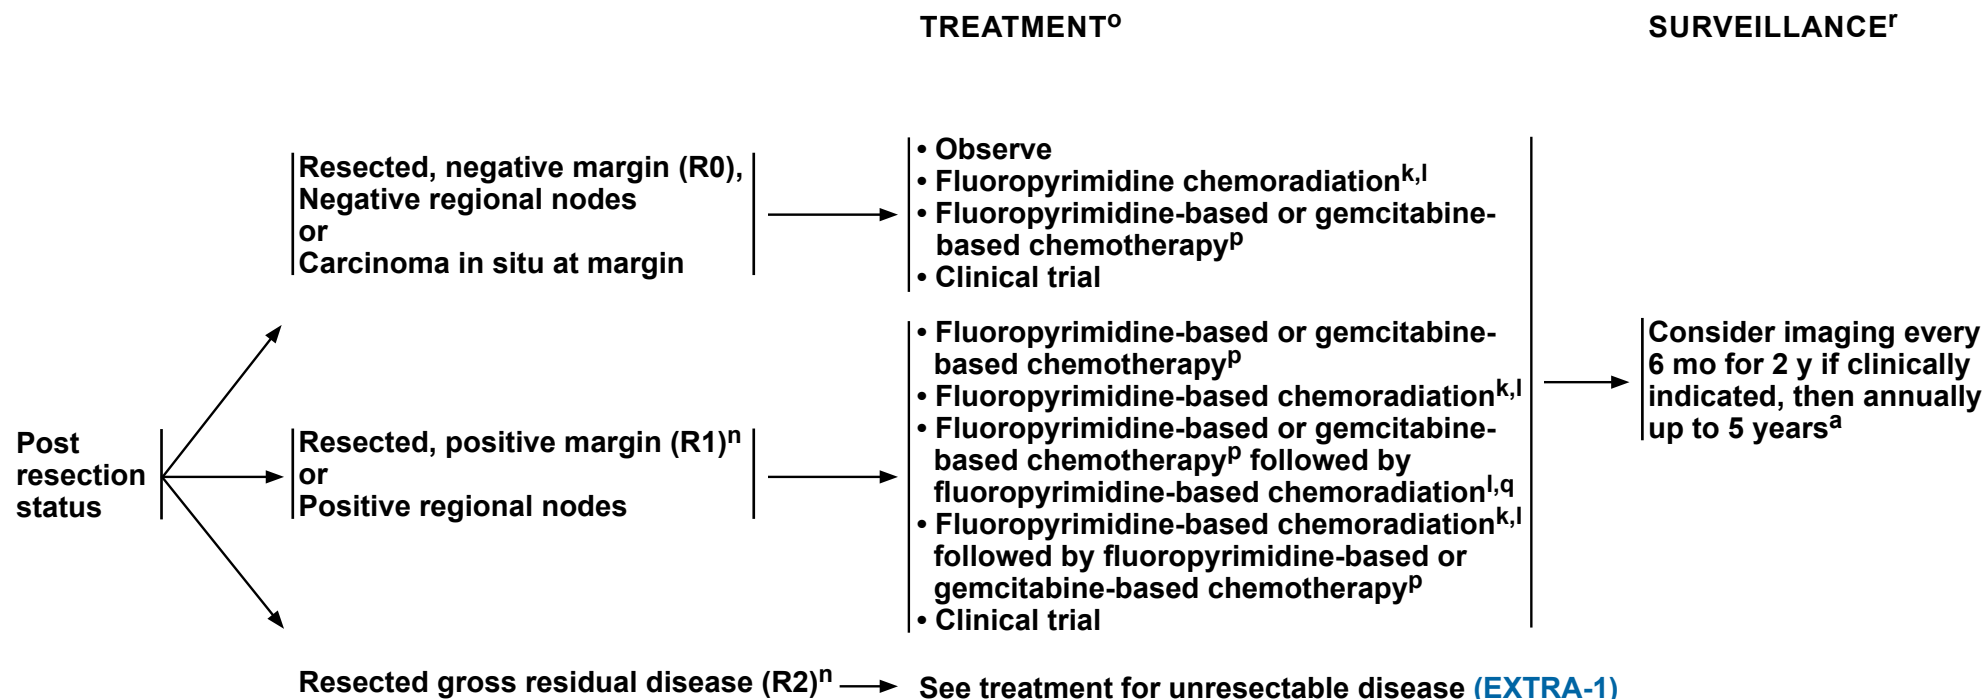 TREATMENTᵒ
SURVEILLANCEʳ
Post
resection
status
Resected, negative margin (R0),
Negative regional nodes
or
Carcinoma in situ at margin
• Observe
• Fluoropyrimidine chemoradiationᵏ,ˡ
• Fluoropyrimidine-based or gemcitabine-
based chemotherapyᵖ
• Clinical trial
Resected, positive margin (R1)ⁿ
or
Positive regional nodes
• Fluoropyrimidine-based or gemcitabine-
based chemotherapyᵖ
• Fluoropyrimidine-based chemoradiationᵏ,ˡ
• Fluoropyrimidine-based or gemcitabine-
based chemotherapyᵖ followed by
fluoropyrimidine-based chemoradiationˡ,q
• Fluoropyrimidine-based chemoradiationᵏ,ˡ
followed by fluoropyrimidine-based or
gemcitabine-based chemotherapyᵖ
• Clinical trial
Resected gross residual disease (R2)ⁿ
See treatment for unresectable disease (EXTRA-1)
Consider imaging every
6 mo for 2 y if clinically
indicated, then annually
up to 5 yearsᵃ